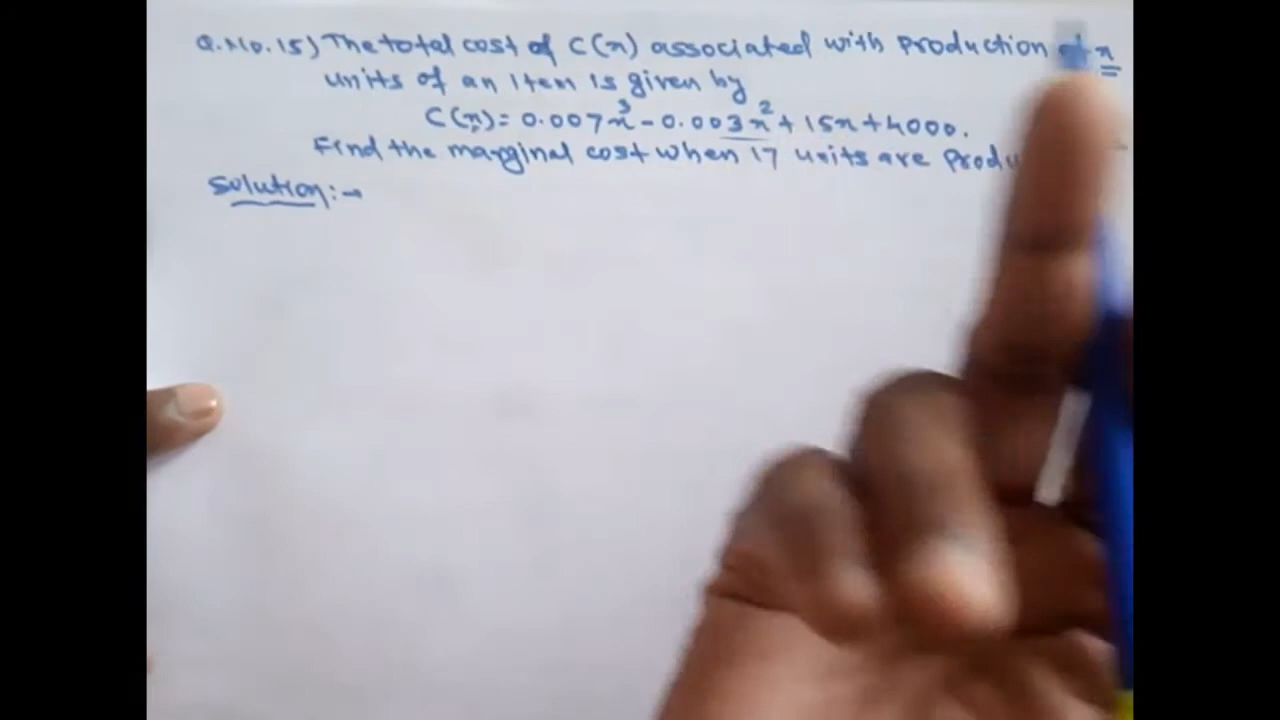 Q.No.15) The total cost of C(x) associated with production of x
units of an item is given by
C(x) = 0.007x³ - 0.003x² + 15x + 4000.
Find the marginal cost when 17 units are
Solution:→